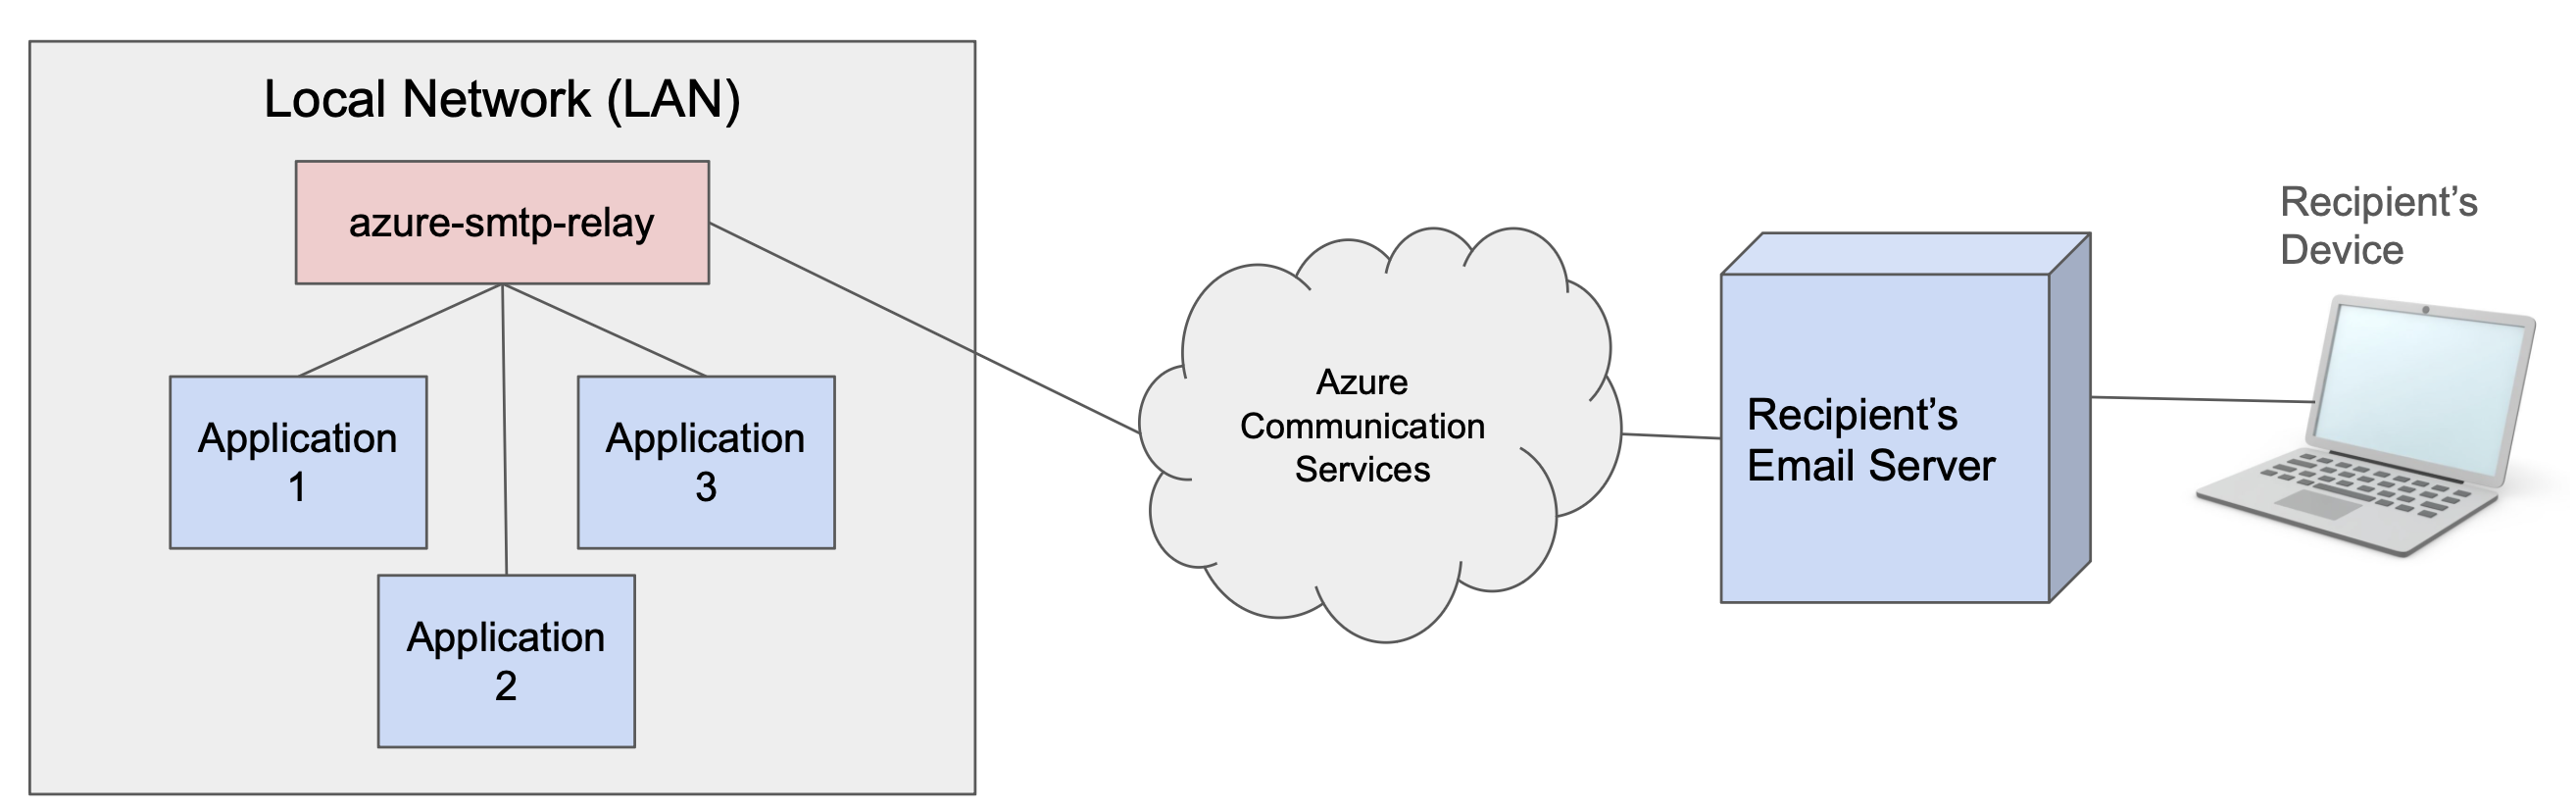 Local Network (LAN)
azure-smtp-relay
Application
1
Application
3
Application
2
Azure
Communication
Services
Recipient’s
Email Server
Recipient’s
Device